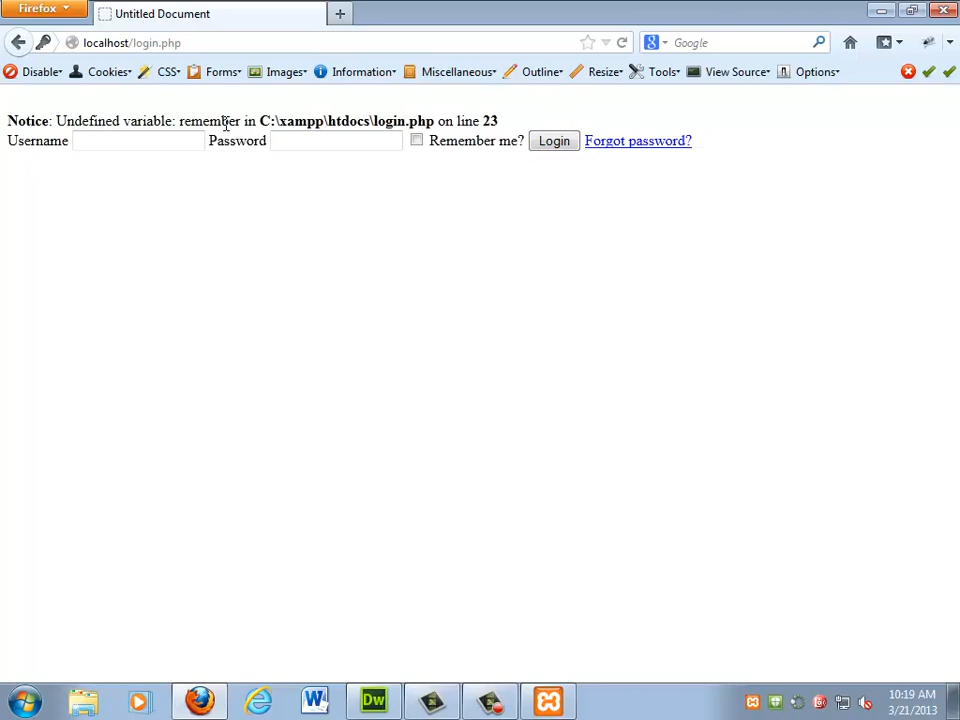 Firefox
Untitled Document
localhost/login.php
Google
Disable
Cookies
CSS
Forms
Images
Information
Miscellaneous
Outline
Resize
Tools
View Source
Options
Notice: Undefined variable: remember in C:\xampp\htdocs\login.php on line 23
Username Password Remember me? Login Forgot password?
Dw
10:19 AM
3/21/2013